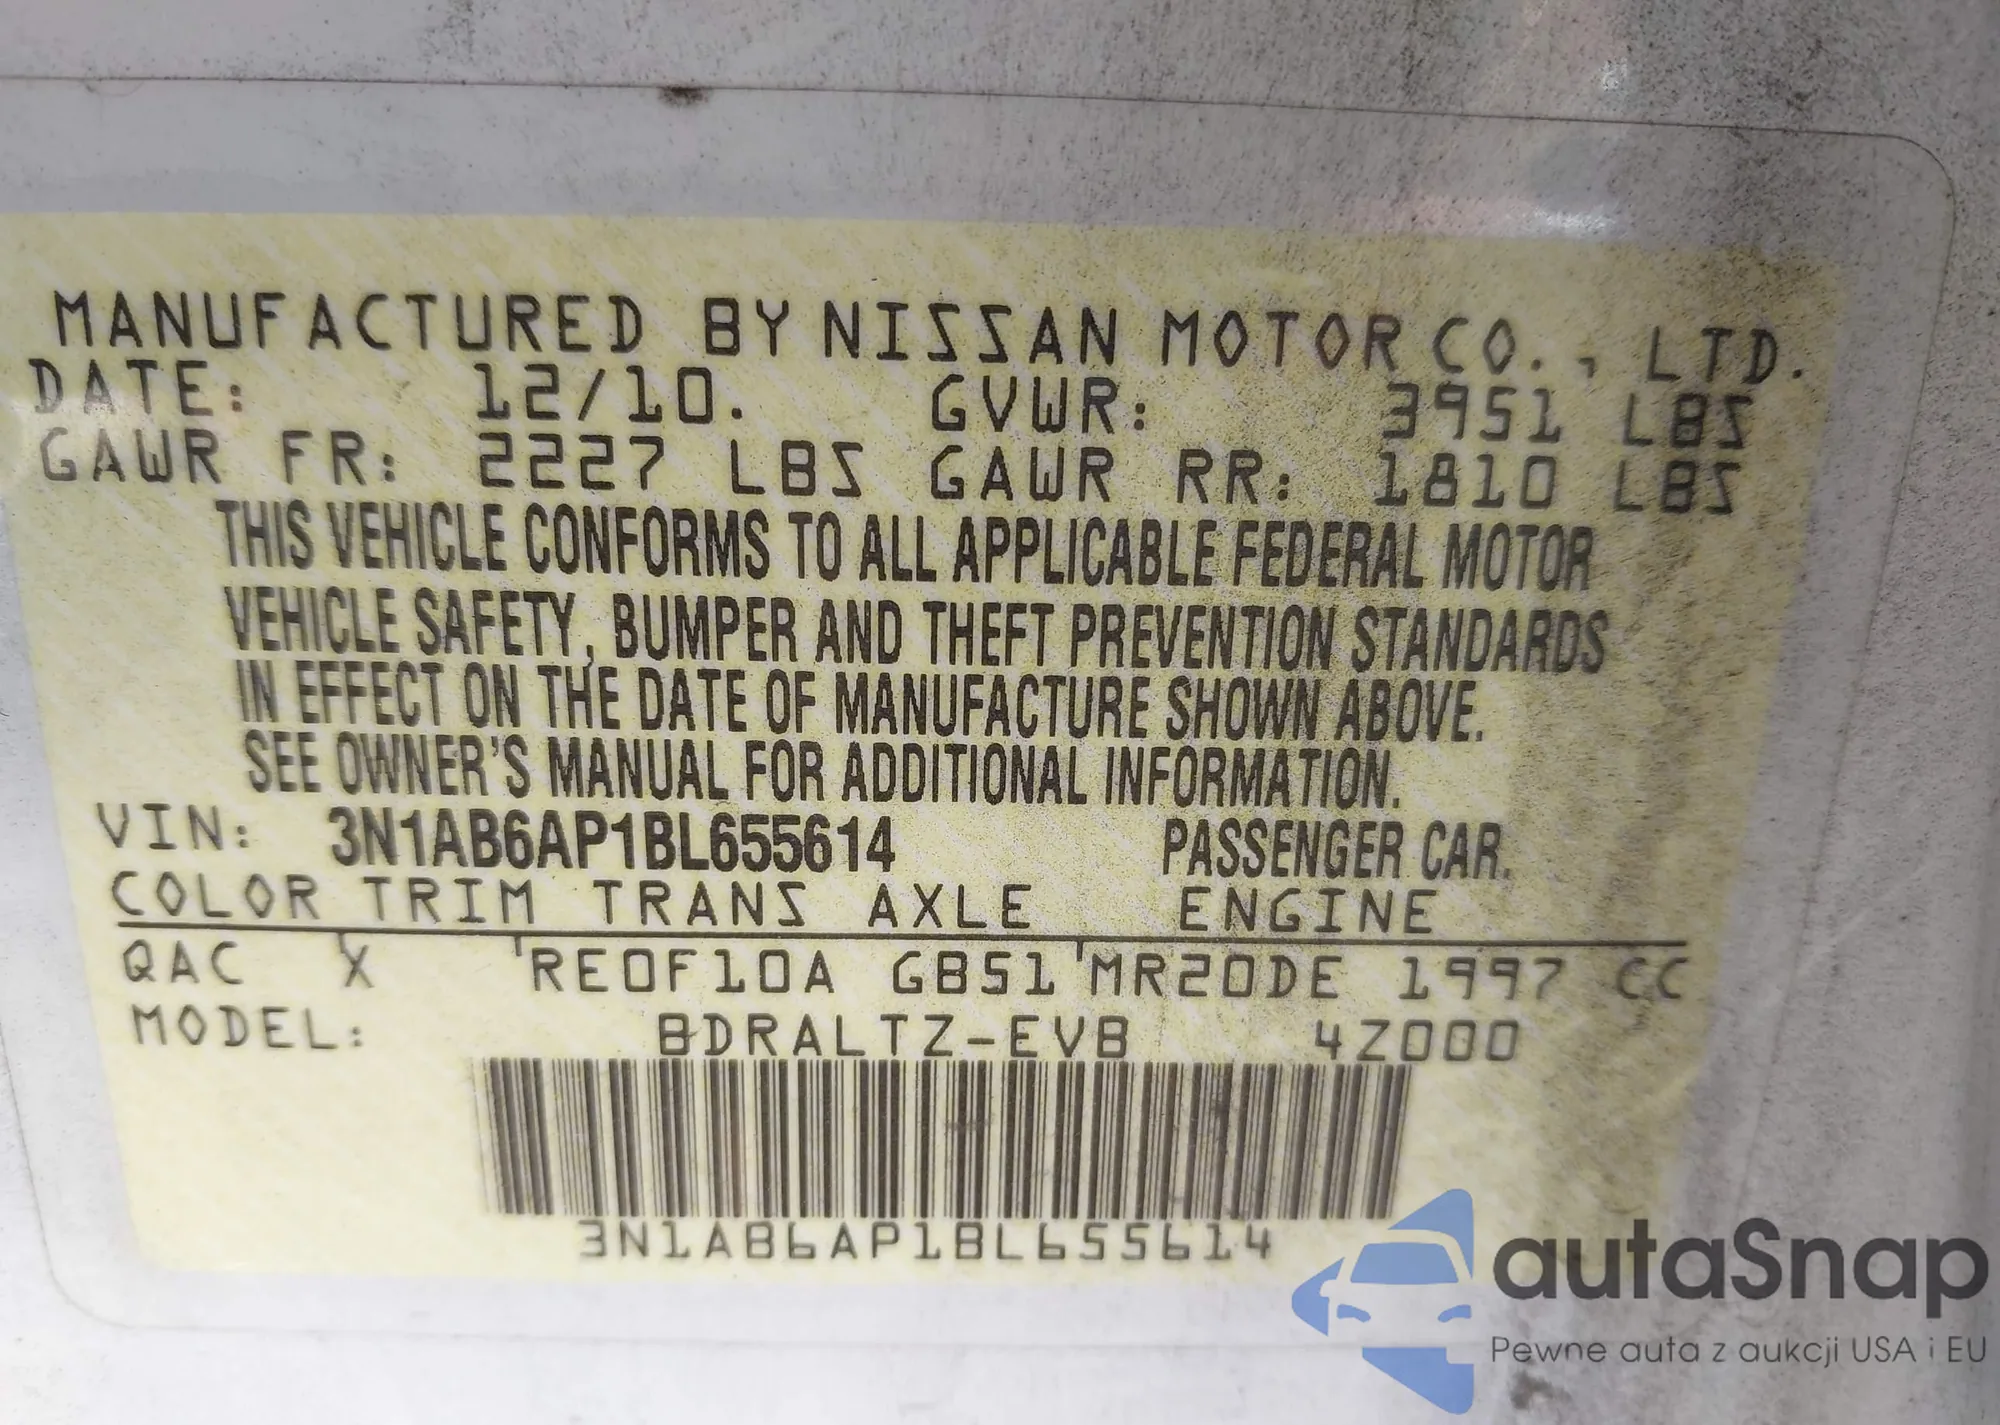 MANUFACTURED BY NISSAN MOTOR CO., LTD.
DATE: 12/10. GVWR: 3951 LBS
GAWR FR: 2227 LBS GAWR RR: 1810 LBS
THIS VEHICLE CONFORMS TO ALL APPLICABLE FEDERAL MOTOR
VEHICLE SAFETY, BUMPER AND THEFT PREVENTION STANDARDS
IN EFFECT ON THE DATE OF MANUFACTURE SHOWN ABOVE.
SEE OWNER'S MANUAL FOR ADDITIONAL INFORMATION.
VIN: 3N1AB6AP1BL655614 PASSENGER CAR.
COLOR TRIM TRANS AXLE ENGINE
QAC X RE0F10A GB51 MR20DE 1997 CC
MODEL: BDRALTZ-EVB 4Z000
3N1AB6AP1BL655614
autaSnap
Pewne auta z aukcji USA i EU